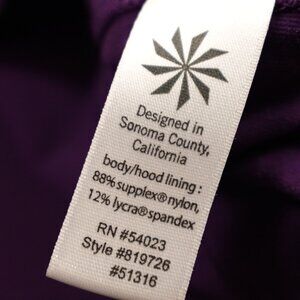 Designed in
Sonoma County,
California
body/hood lining :
88% supplex® nylon,
12% lycra® spandex
RN #54023
Style #819726
#51316